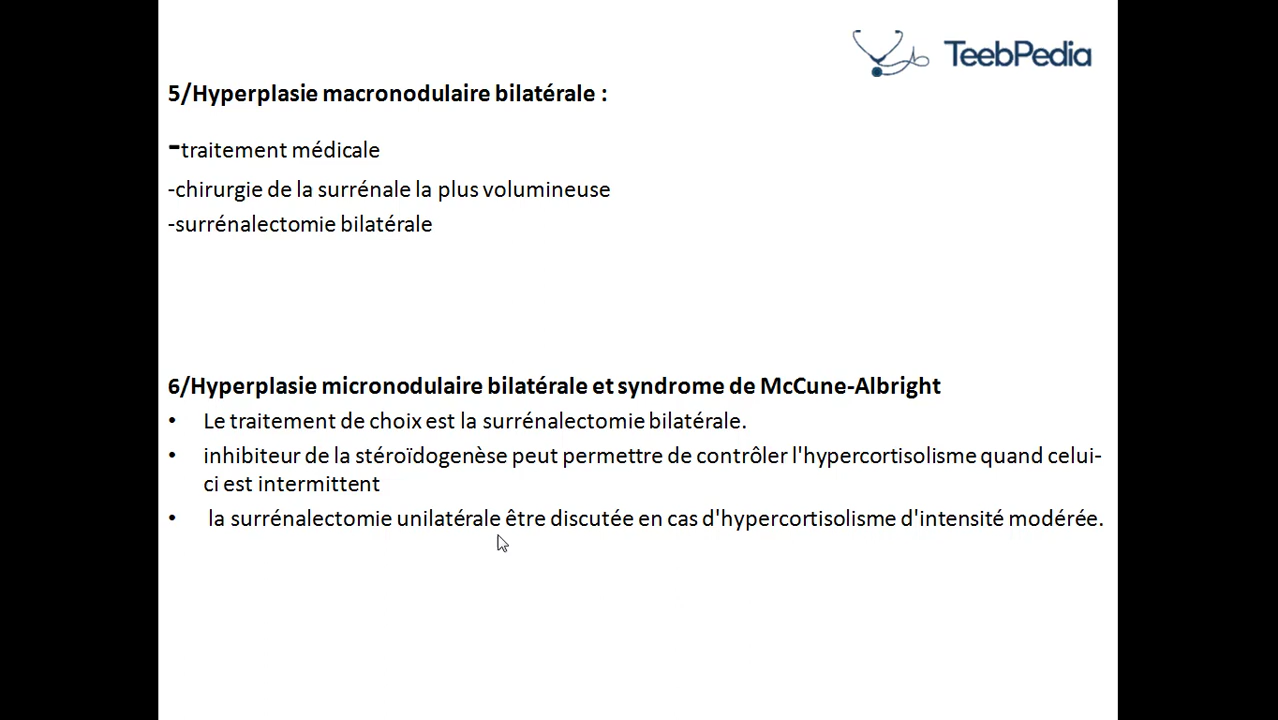 TeebPedia
5/Hyperplasie macronodulaire bilatérale :
-traitement médicale
-chirurgie de la surrénale la plus volumineuse
-surrénalectomie bilatérale
6/Hyperplasie micronodulaire bilatérale et syndrome de McCune-Albright
• Le traitement de choix est la surrénalectomie bilatérale.
• inhibiteur de la stéroïdogenèse peut permettre de contrôler l'hypercortisolisme quand celui-
ci est intermittent
• la surrénalectomie unilatérale être discutée en cas d'hypercortisolisme d'intensité modérée.